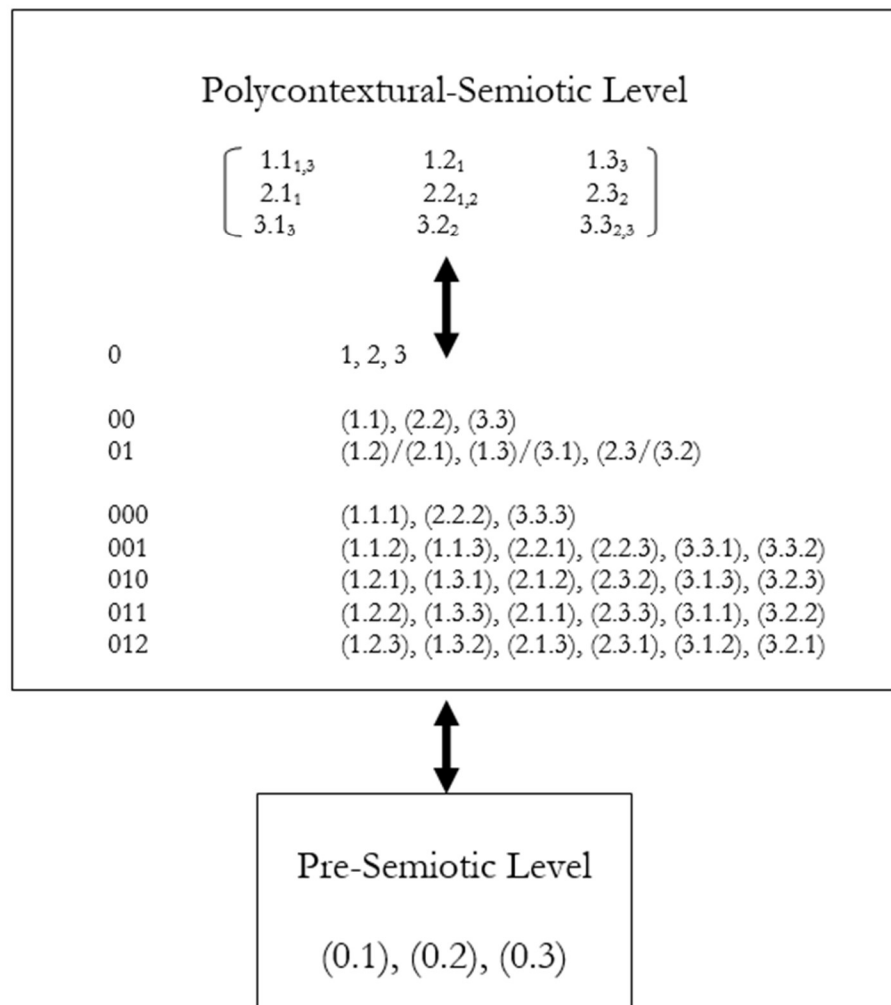 Polycontextural-Semiotic Level
1.1₁,₃ 1.2₁ 1.3₃
2.1₁ 2.2₁,₂ 2.3₂
3.1₃ 3.2₂ 3.3₂,₃
0 1, 2, 3
00 (1.1), (2.2), (3.3)
01 (1.2)/(2.1), (1.3)/(3.1), (2.3/(3.2)
000 (1.1.1), (2.2.2), (3.3.3)
001 (1.1.2), (1.1.3), (2.2.1), (2.2.3), (3.3.1), (3.3.2)
010 (1.2.1), (1.3.1), (2.1.2), (2.3.2), (3.1.3), (3.2.3)
011 (1.2.2), (1.3.3), (2.1.1), (2.3.3), (3.1.1), (3.2.2)
012 (1.2.3), (1.3.2), (2.1.3), (2.3.1), (3.1.2), (3.2.1)
Pre-Semiotic Level
(0.1), (0.2), (0.3)